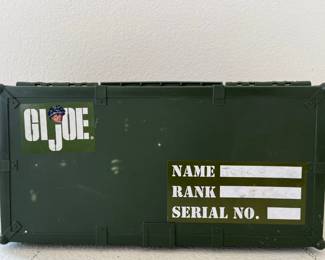 GI JOE.
NAME
RANK
SERIAL NO.